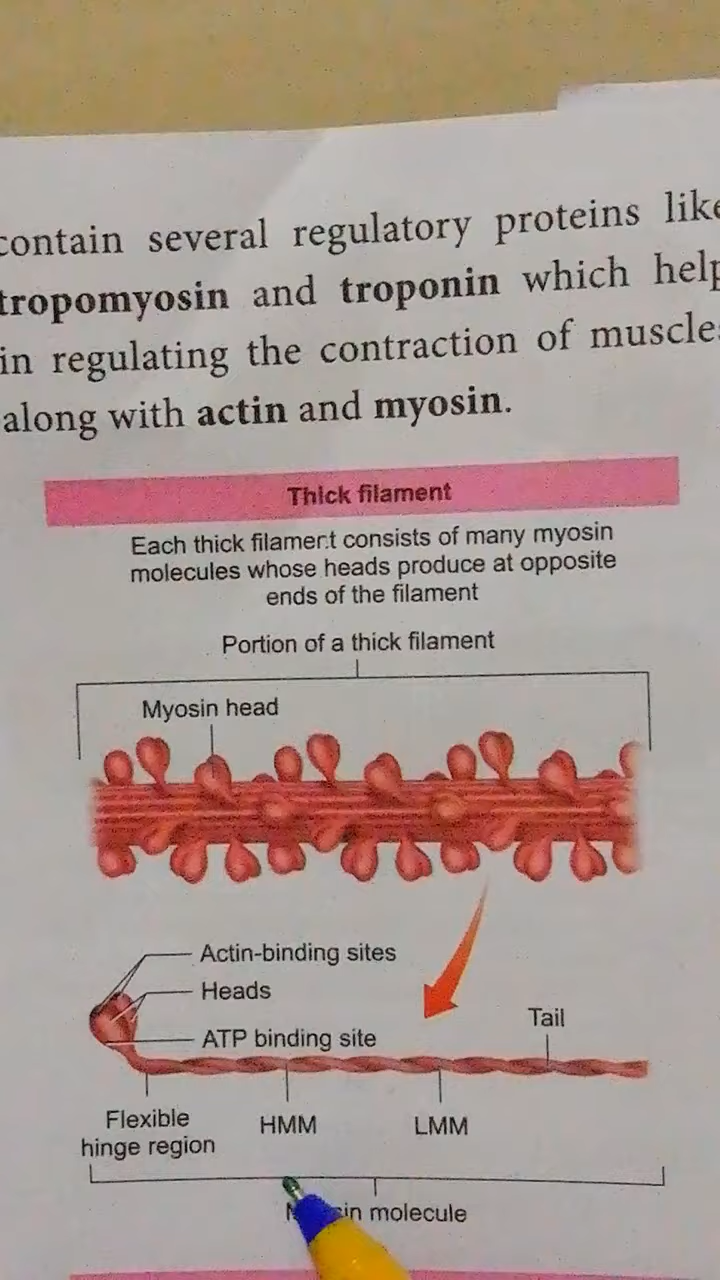 contain several regulatory proteins like
tropomyosin and troponin which help
in regulating the contraction of muscles
along with actin and myosin.
Thick filament
Each thick filament consists of many myosin
molecules whose heads produce at opposite
ends of the filament
Portion of a thick filament
Myosin head
Actin-binding sites
Heads
ATP binding site
Tail
Flexible
hinge region
HMM
LMM
molecule